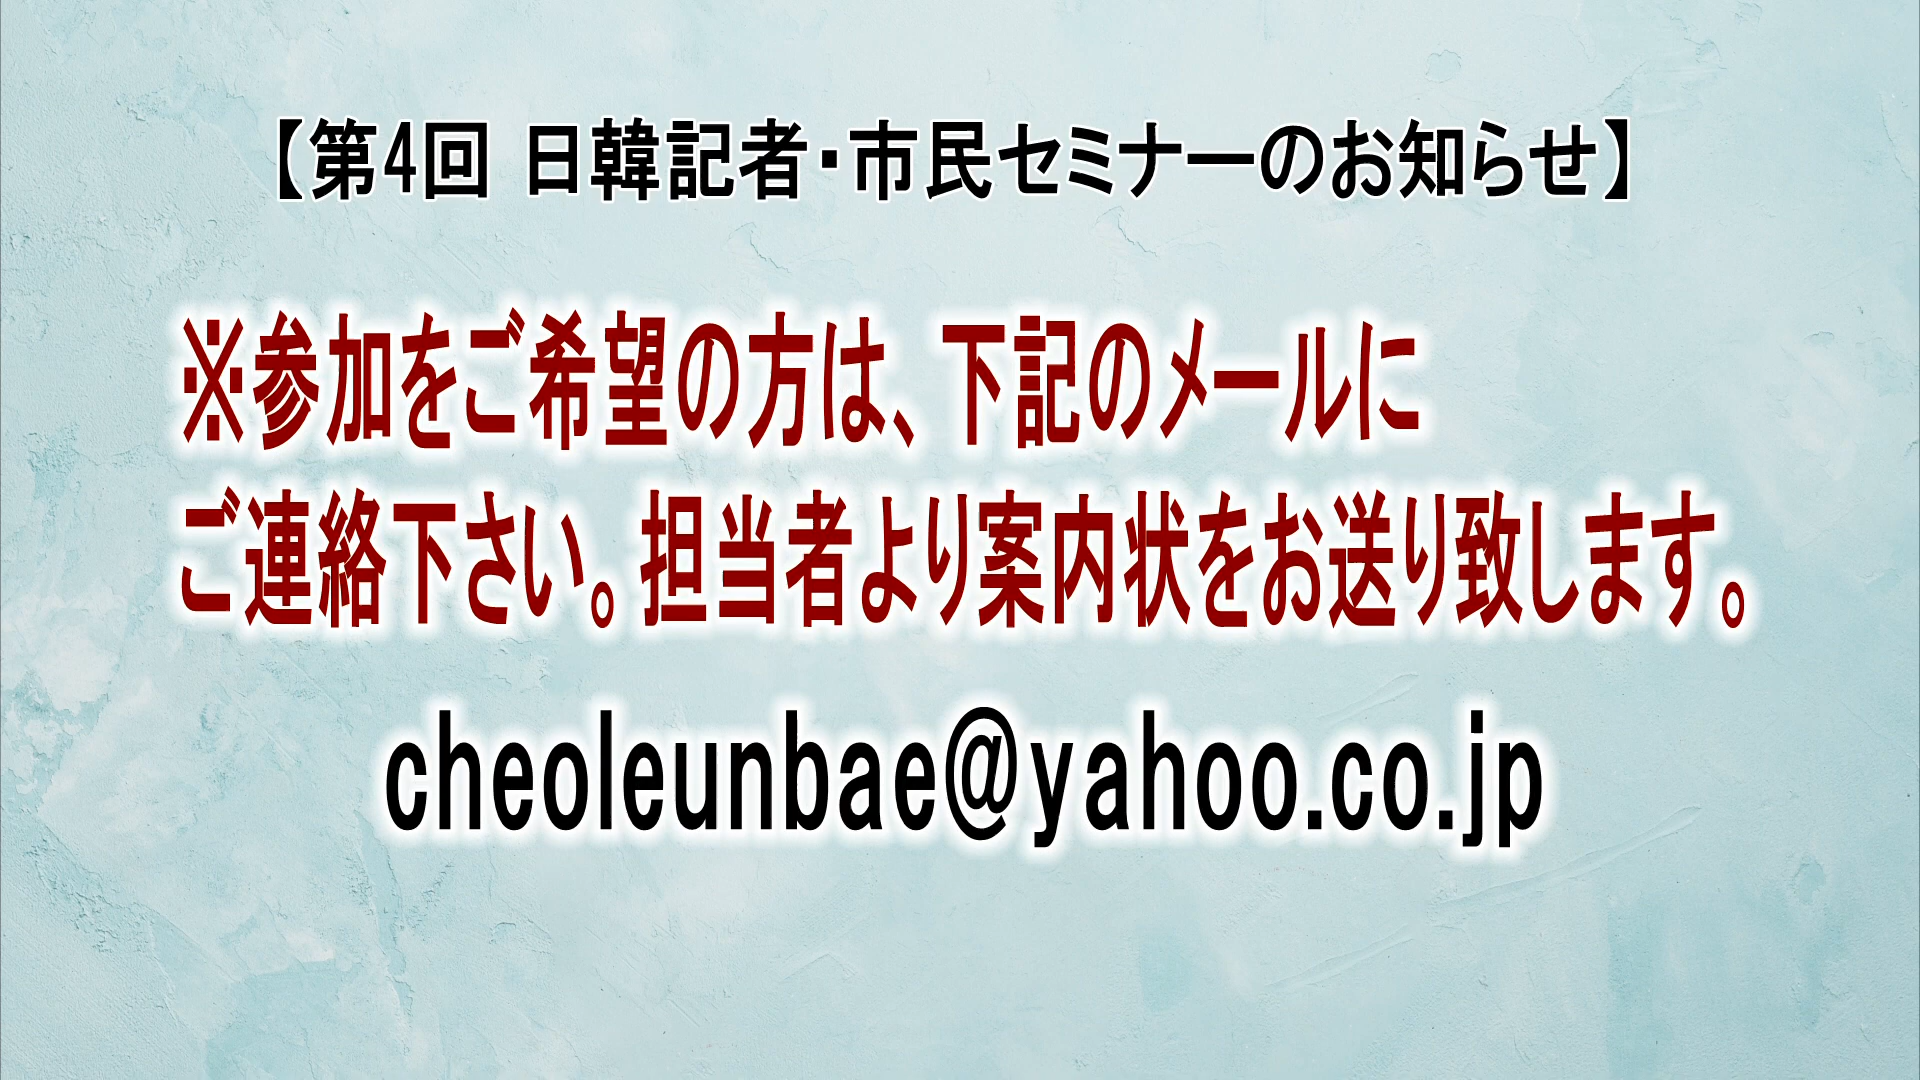 【第4回 日韓記者・市民セミナーのお知らせ】
※参加をご希望の方は、下記のメールに
ご連絡下さい。担当者より案内状をお送り致します。
cheoleunbae@yahoo.co.jp